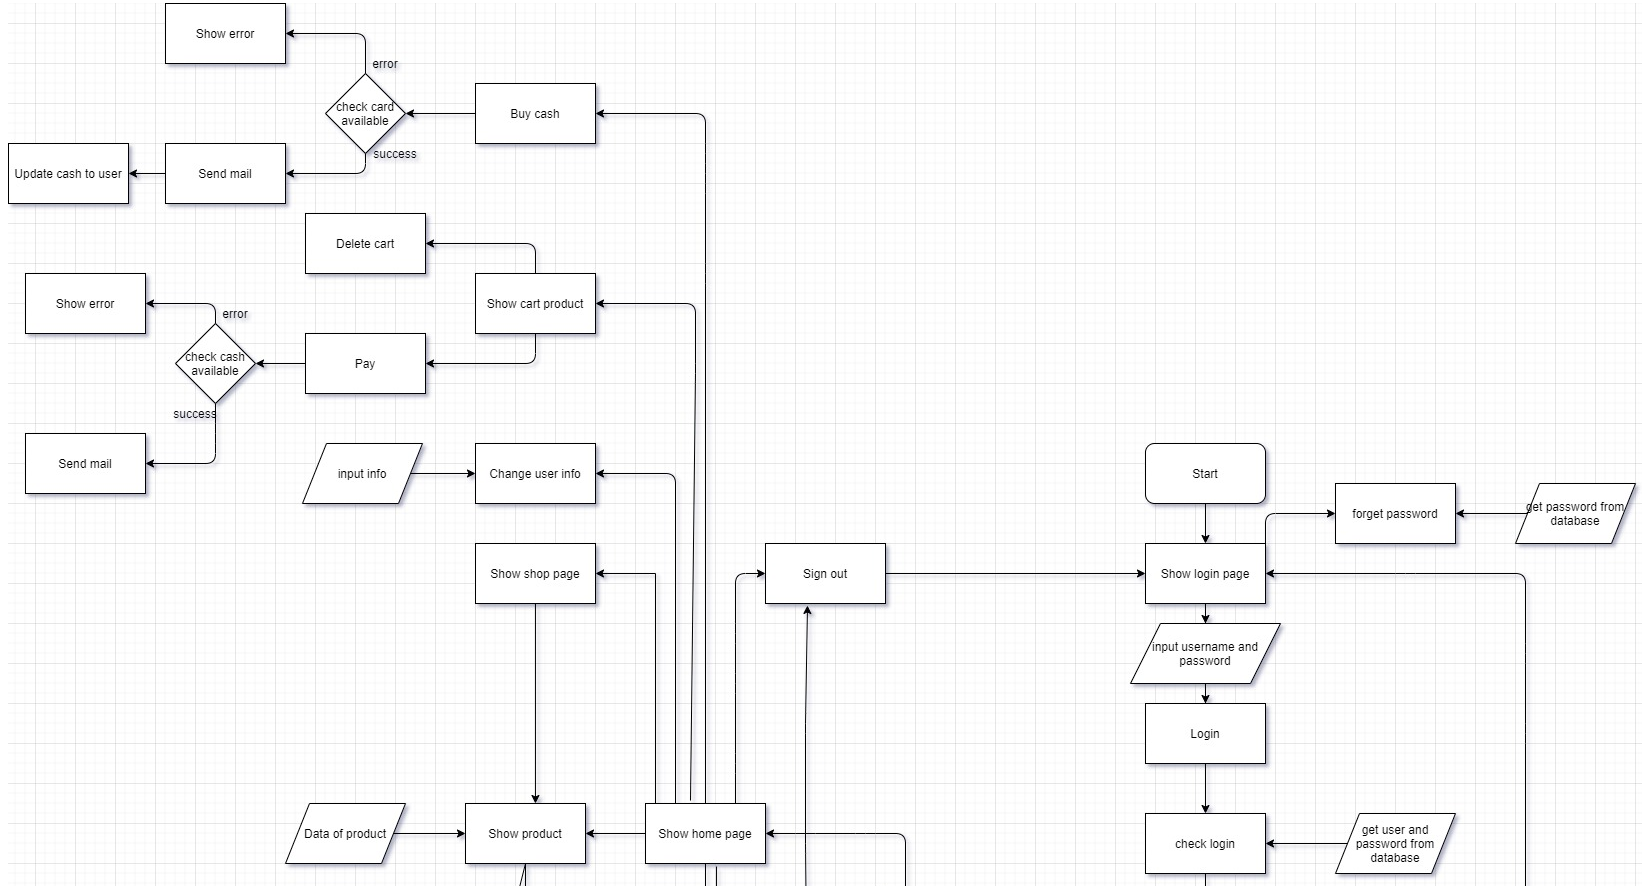 Show error
error
check card
available
Buy cash
success
Update cash to user
Send mail
Delete cart
Show error
error
Show cart product
check cash
available
Pay
success
Send mail
input info
Change user info
Start
forget password
get password from
database
Show shop page
Sign out
Show login page
input username and
password
Login
Data of product
Show product
Show home page
check login
get user and
password from
database